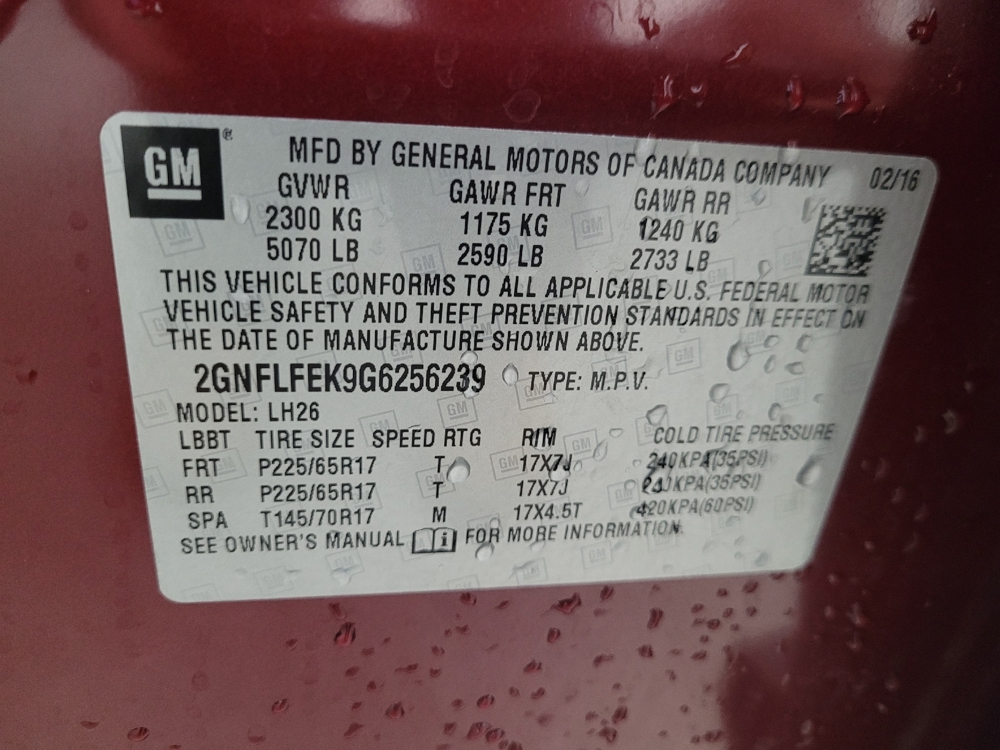 GM ®
MFD BY GENERAL MOTORS OF CANADA COMPANY 02/16
GVWR GAWR FRT GAWR RR
2300 KG 1175 KG 1240 KG
5070 LB 2590 LB 2733 LB
THIS VEHICLE CONFORMS TO ALL APPLICABLE U.S. FEDERAL MOTOR
VEHICLE SAFETY AND THEFT PREVENTION STANDARDS IN EFFECT ON
THE DATE OF MANUFACTURE SHOWN ABOVE.
2GNFLFEK9G6256239 TYPE: M.P.V.
MODEL: LH26
LBBT TIRE SIZE SPEED RTG RIM COLD TIRE PRESSURE
FRT P225/65R17 T 17X7J 240KPA(35PSI)
RR P225/65R17 T 17X7J 240KPA(35PSI)
SPA T145/70R17 M 17X4.5T 420KPA(60PSI)
SEE OWNER'S MANUAL i FOR MORE INFORMATION.